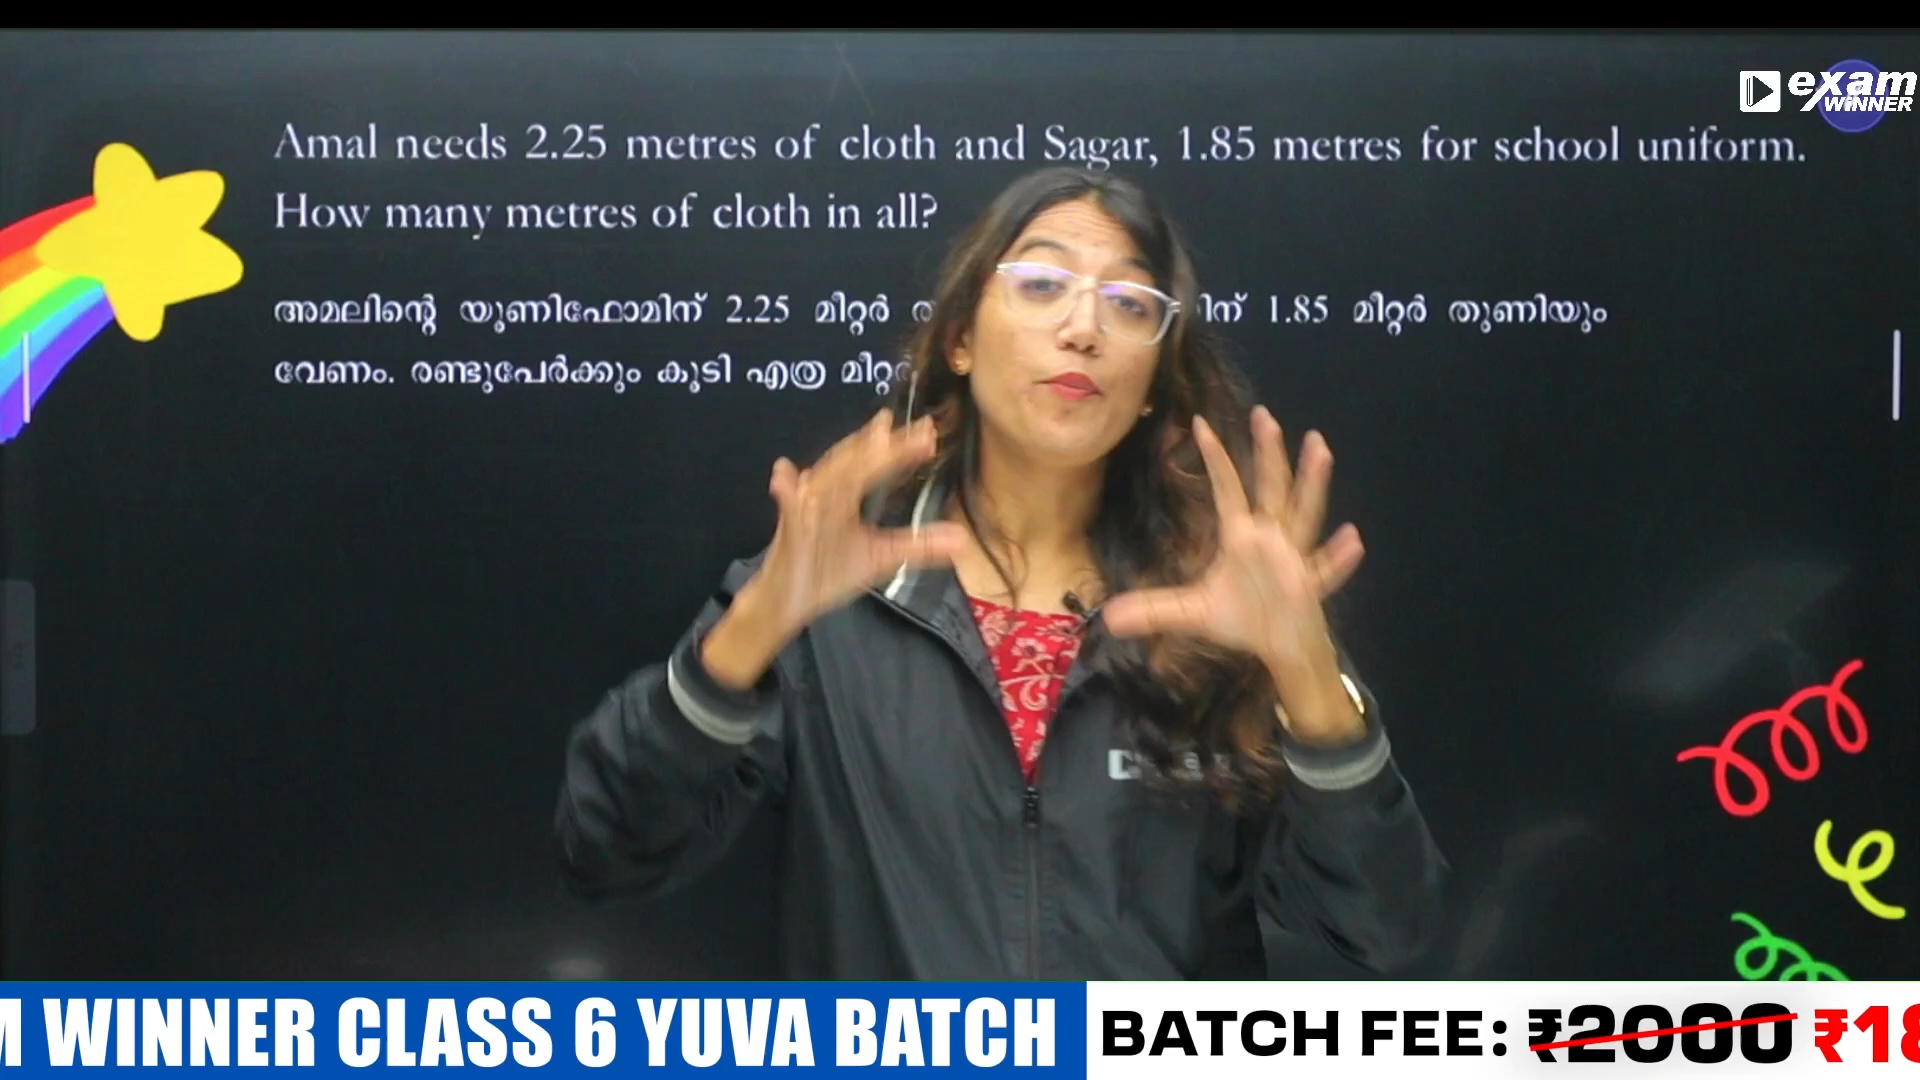 exam
WINNER
Amal needs 2.25 metres of cloth and Sagar, 1.85 metres for school uniform.
How many metres of cloth in all?
അമലിന്റെ യൂണിഫോമിന് 2.25 മീറ്റർ 1.85 മീറ്റർ തുണിയും
വേണം. രണ്ടുപേർക്കും കൂടി എത്ര
WINNER CLASS 6 YUVA BATCH BATCH FEE: ₹2000